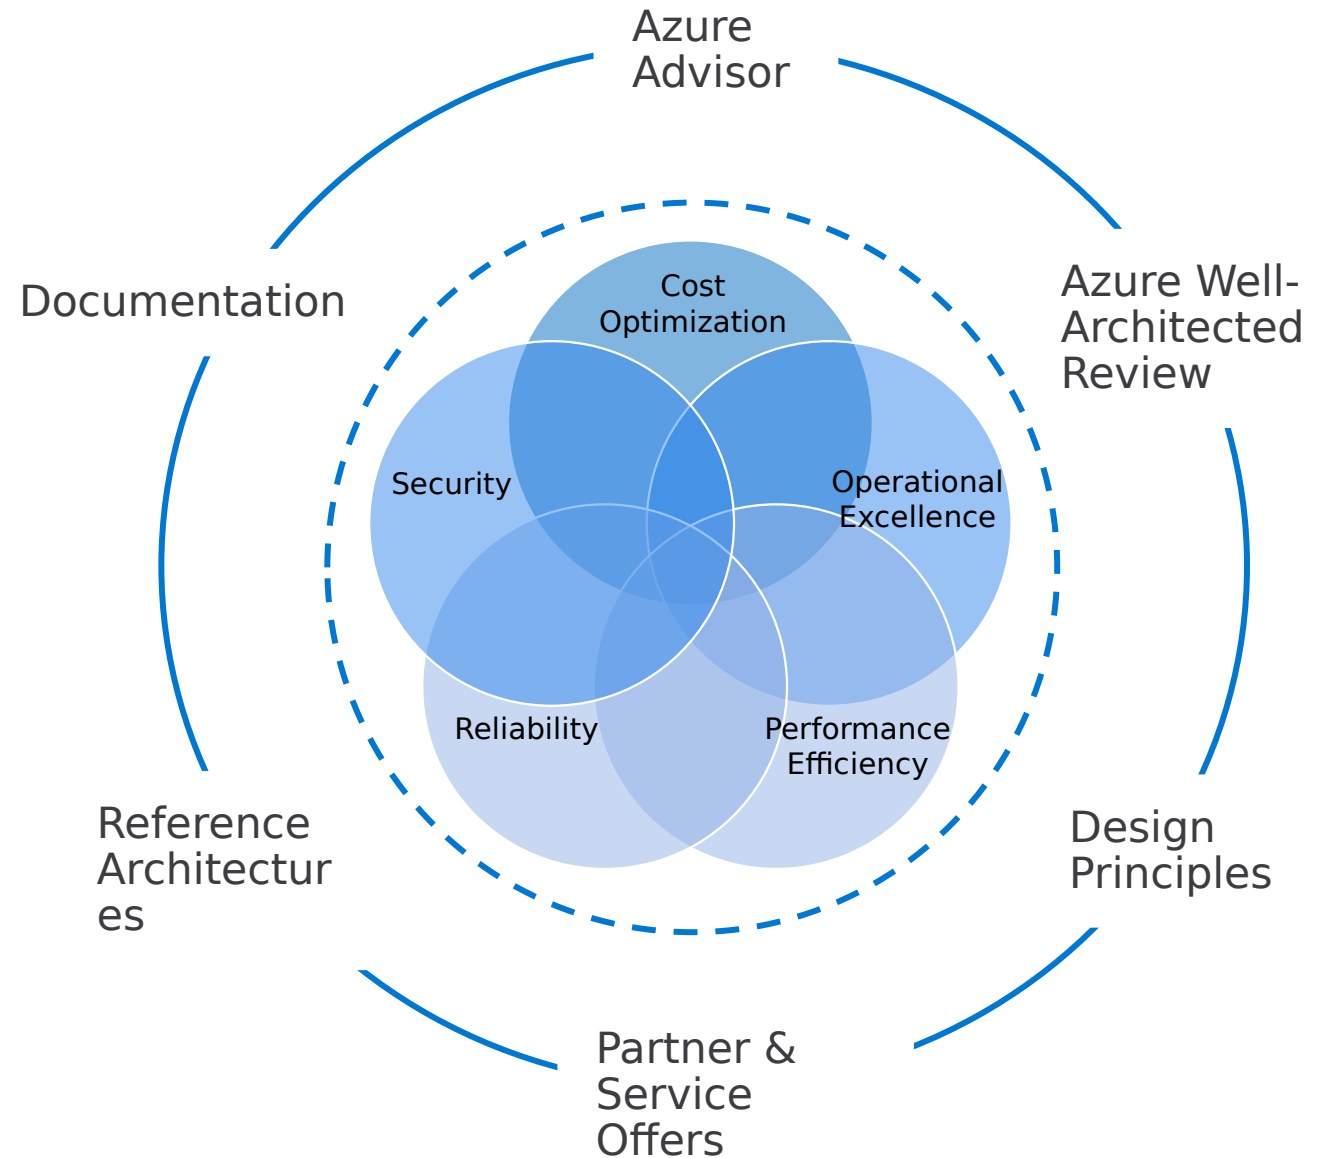 Azure
Advisor
Documentation
Azure Well-
Architected
Review
Cost
Optimization
Security
Operational
Excellence
Reliability
Performance
Efficiency
Reference
Architectur
es
Design
Principles
Partner &
Service
Offers